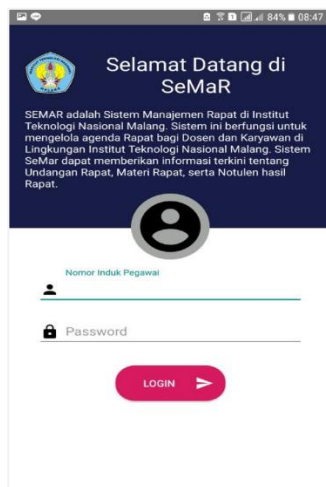 84% 08:47
Selamat Datang di
SeMaR
SEMAR adalah Sistem Manajemen Rapat di Institut
Teknologi Nasional Malang. Sistem ini berfungsi untuk
mengelola agenda Rapat bagi Dosen dan Karyawan di
Lingkungan Institut Teknologi Nasional Malang. Sistem
SeMar dapat memberikan informasi terkini tentang
Undangan Rapat, Materi Rapat, serta Notulen hasil
Rapat.
Nomor Induk Pegawai
Password
LOGIN